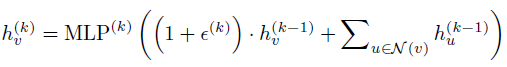 h_v^{(k)} = MLP^{(k)} ( ( 1 + ϵ^{(k)} ) · h_v^{(k-1)} + ∑_{u∈𝒩(v)} h_u^{(k-1)} )